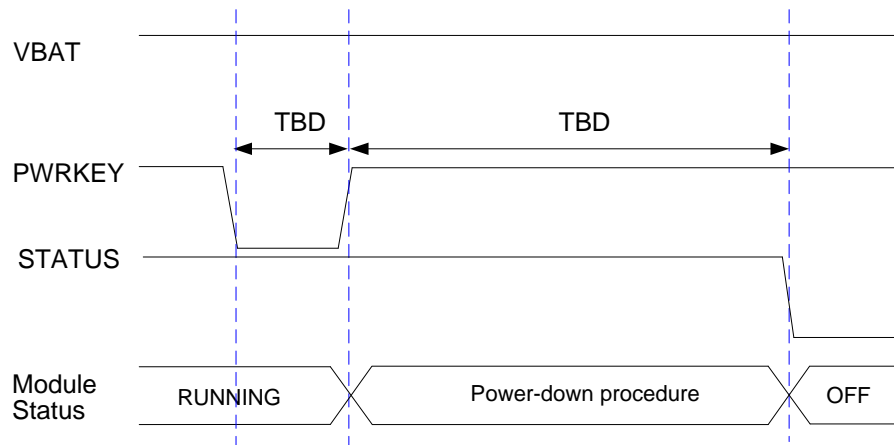 VBAT
TBD
TBD
PWRKEY
STATUS
Module
Status
RUNNING
Power-down procedure
OFF